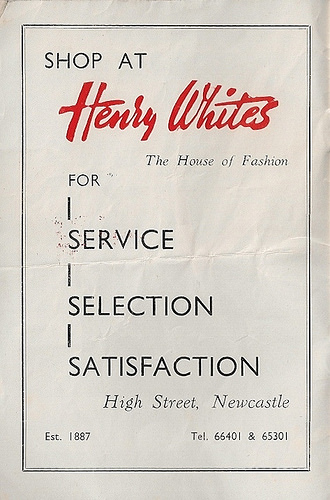 SHOP AT
Henry Whites
The House of Fashion
FOR
SERVICE
SELECTION
SATISFACTION
High Street, Newcastle
Est. 1887 Tel. 66401 & 65301